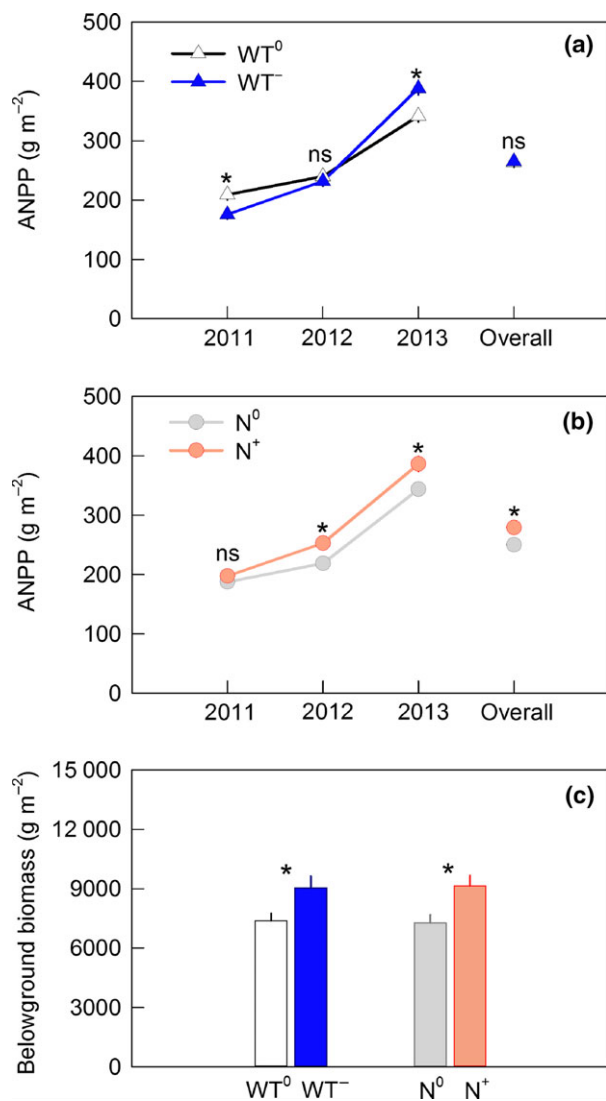 500
400
300
200
100
0
ANPP (g m⁻²)
WT⁰
WT⁻
(a)
*
ns
*
ns
2011 2012 2013 Overall
500
400
300
200
100
0
ANPP (g m⁻²)
N⁰
N⁺
(b)
ns
*
*
*
2011 2012 2013 Overall
15 000
12 000
9000
6000
3000
0
Belowground biomass (g m⁻²)
(c)
* *
WT⁰ WT⁻ N⁰ N⁺